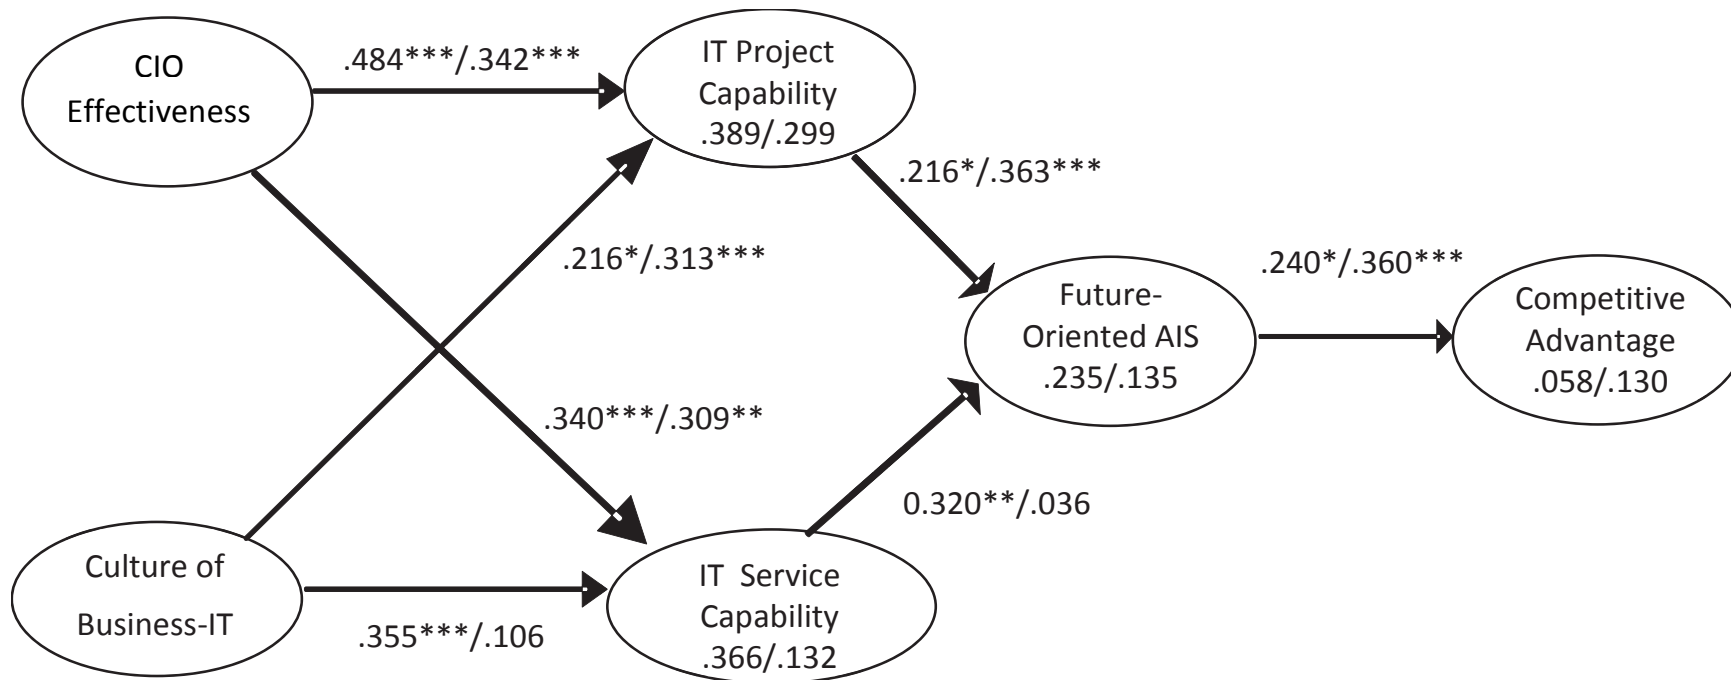 CIO
Effectiveness
.484***/.342***
IT Project
Capability
.389/.299
.216*/.363***
.216*/.313***
.240*/.360***
Future-
Oriented AIS
.235/.135
Competitive
Advantage
.058/.130
.340***/.309**
0.320**/.036
Culture of
Business-IT
.355***/.106
IT Service
Capability
.366/.132